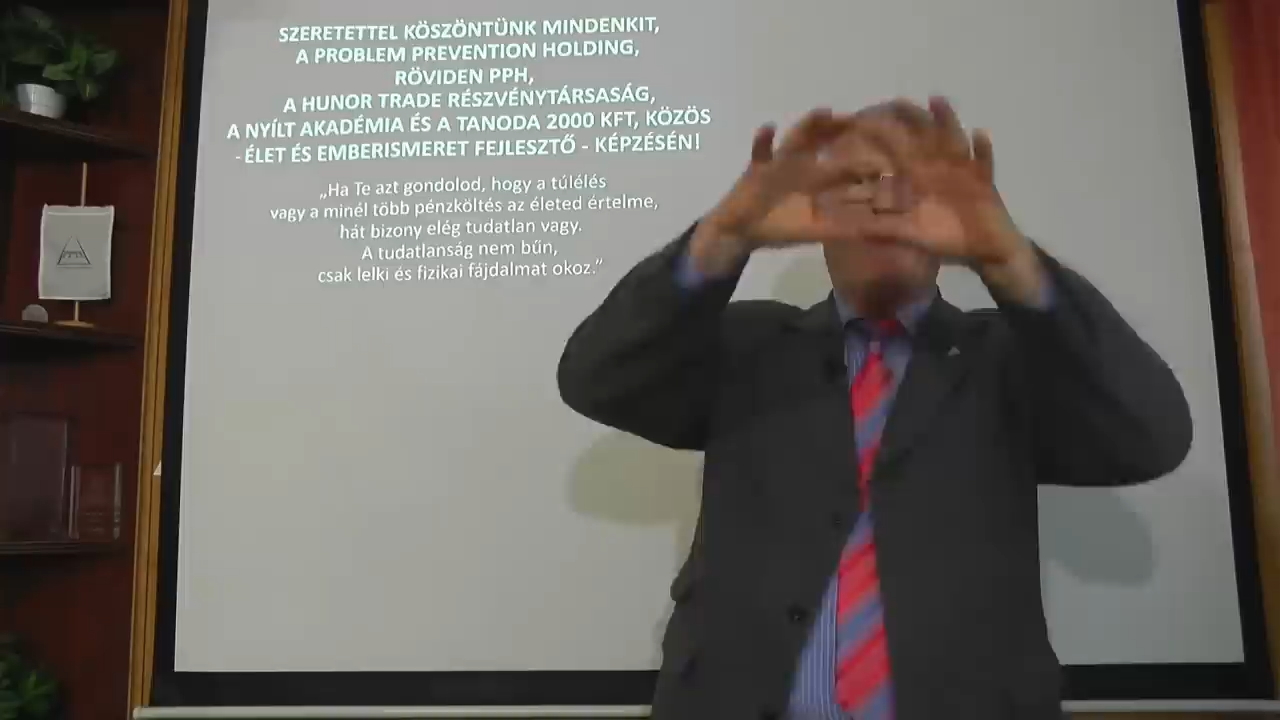 SZERETETTEL KÖSZÖNTÜNK MINDENKIT,
A PROBLEM PREVENTION HOLDING,
RÖVIDEN PPH,
A HUNOR TRADE RÉSZVÉNYTÁRSASÁG,
A NYÍLT AKADÉMIA ÉS A TANODA 2000 KFT, KÖZÖS
- ÉLET ÉS EMBERISMERET FEJLESZTŐ - KÉPZÉSÉN!
„Ha Te azt gondolod, hogy a túlélés
vagy a minél több pénzköltés az életed értelme,
hát bizony elég tudatlan vagy.
A tudatlanság nem bűn,
csak lelki és fizikai fájdalmat okoz.”